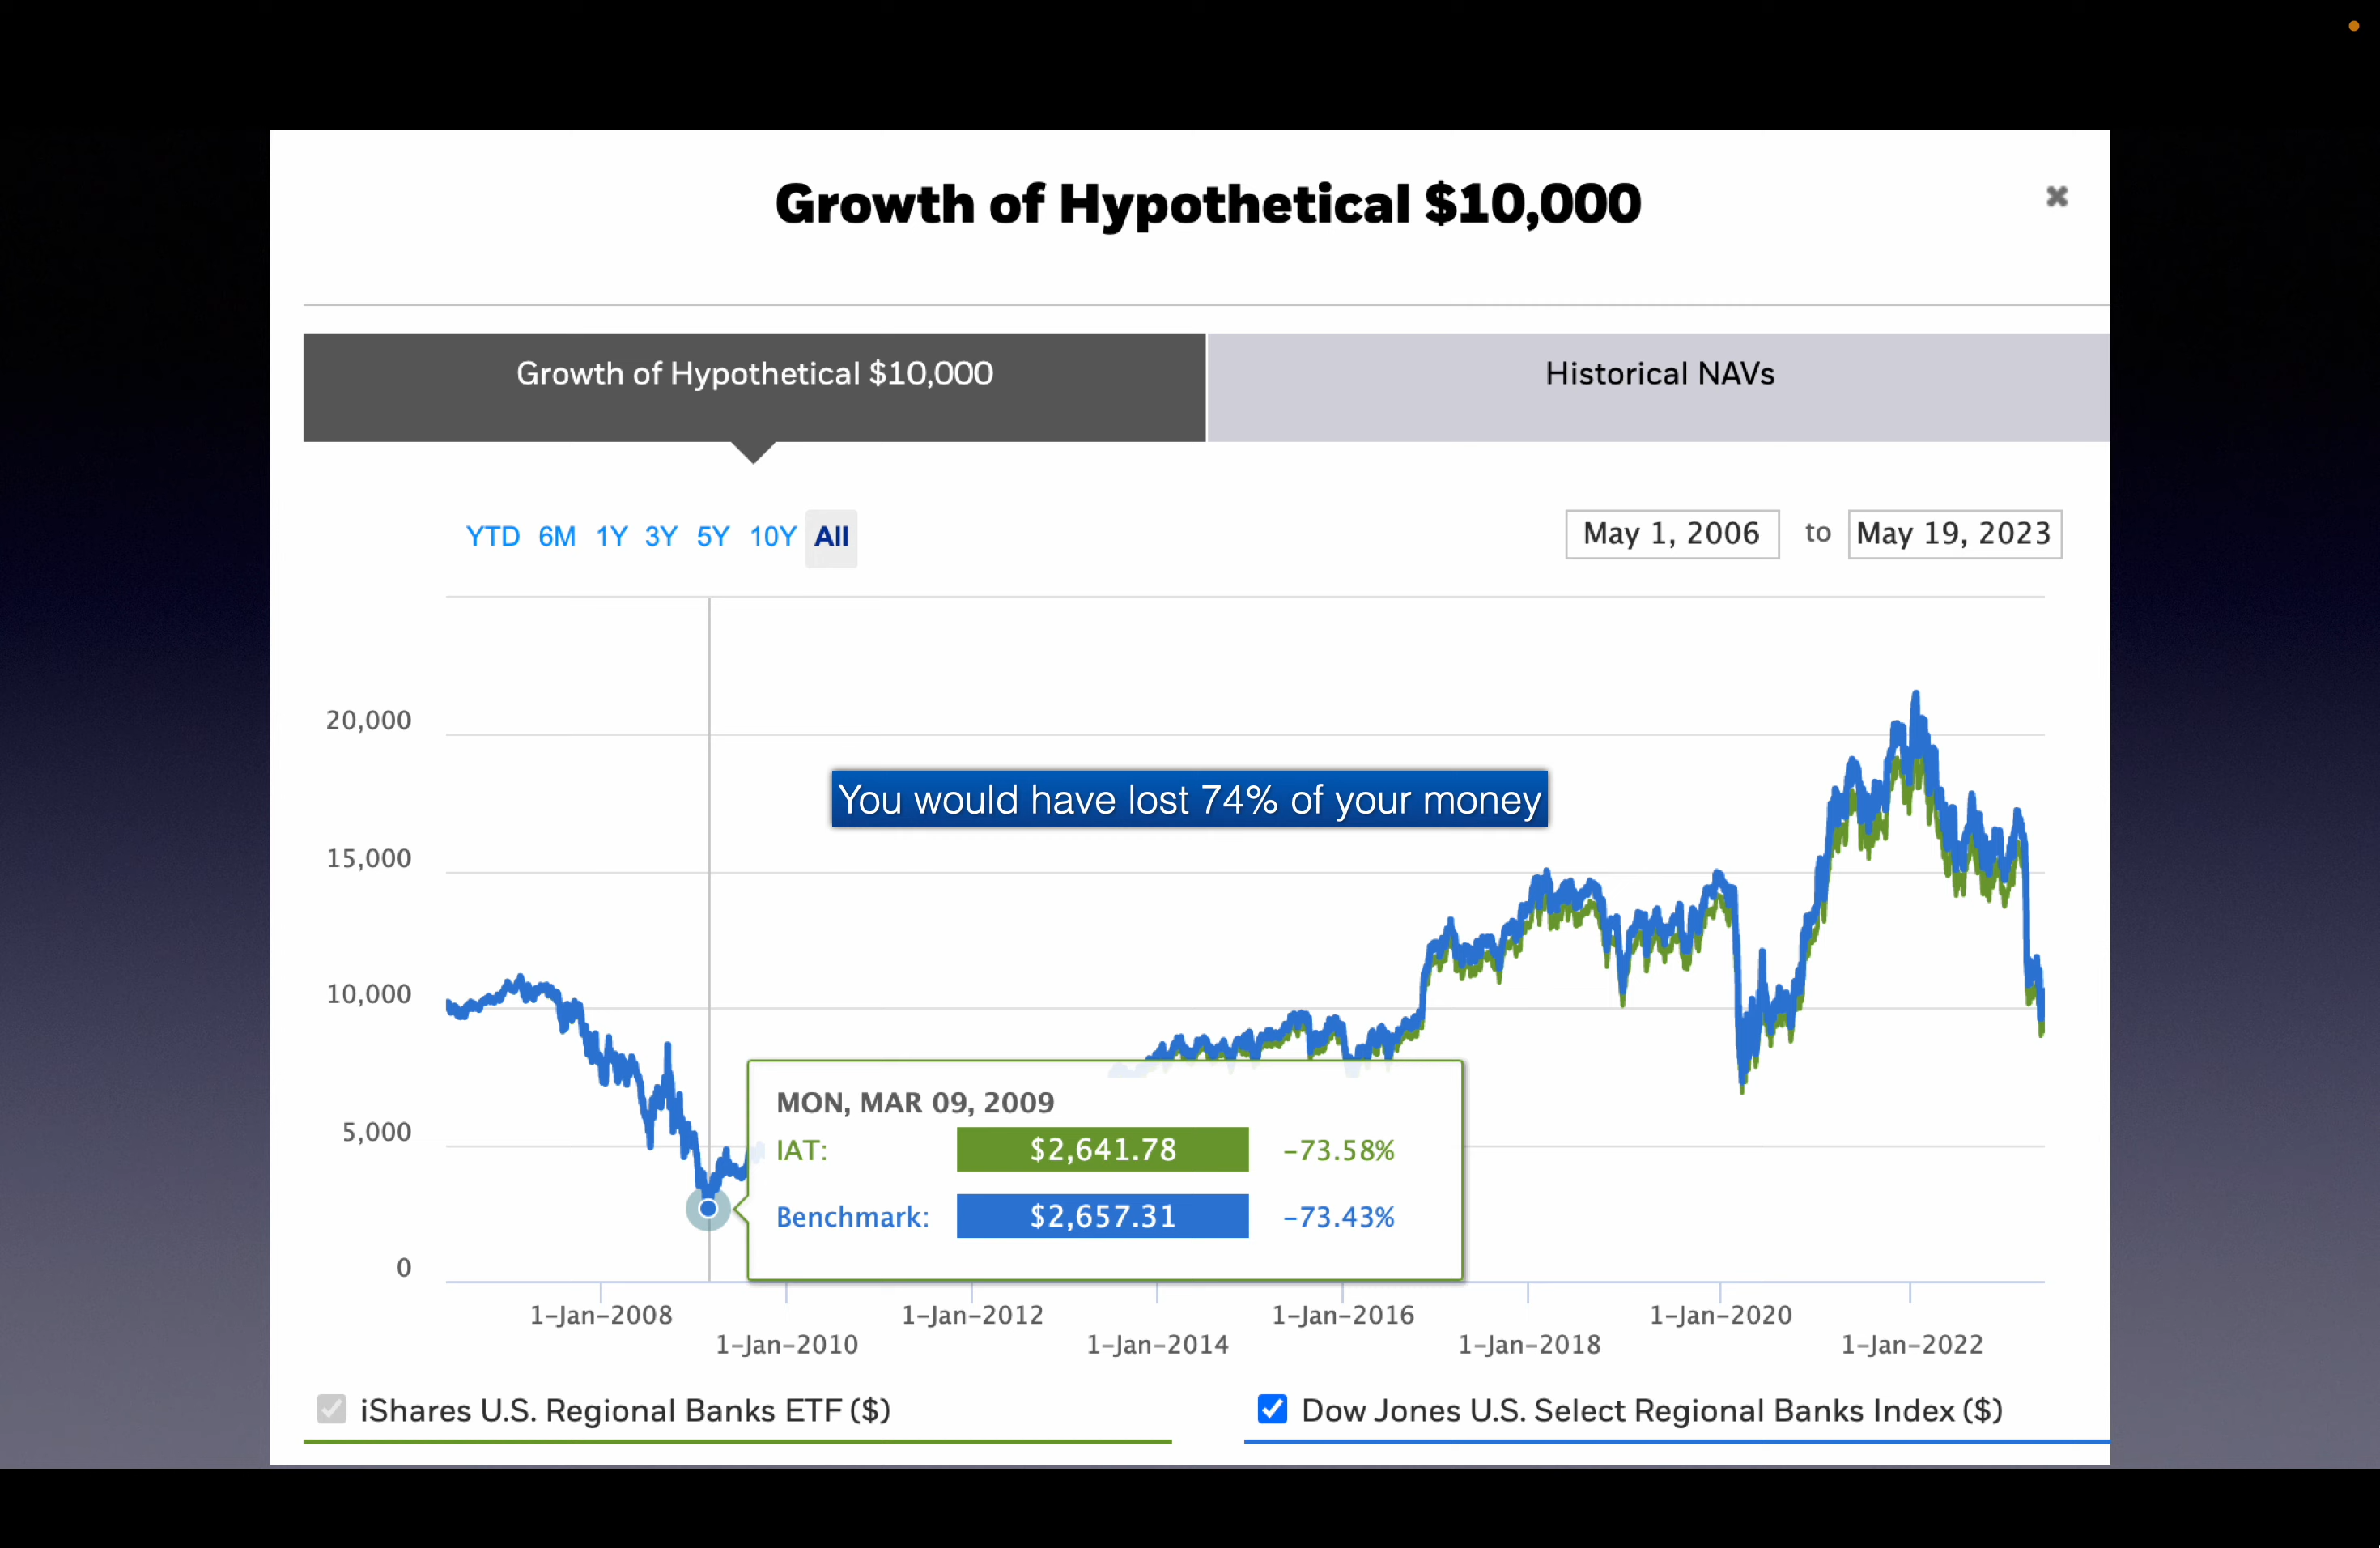 Growth of Hypothetical $10,000
Growth of Hypothetical $10,000
Historical NAVs
YTD 6M 1Y 3Y 5Y 10Y All
May 1, 2006 to May 19, 2023
20,000
You would have lost 74% of your money
15,000
10,000
5,000
0
MON, MAR 09, 2009
IAT: $2,641.78 -73.58%
Benchmark: $2,657.31 -73.43%
1-Jan-2008
1-Jan-2010
1-Jan-2012
1-Jan-2014
1-Jan-2016
1-Jan-2018
1-Jan-2020
1-Jan-2022
iShares U.S. Regional Banks ETF ($)
Dow Jones U.S. Select Regional Banks Index ($)